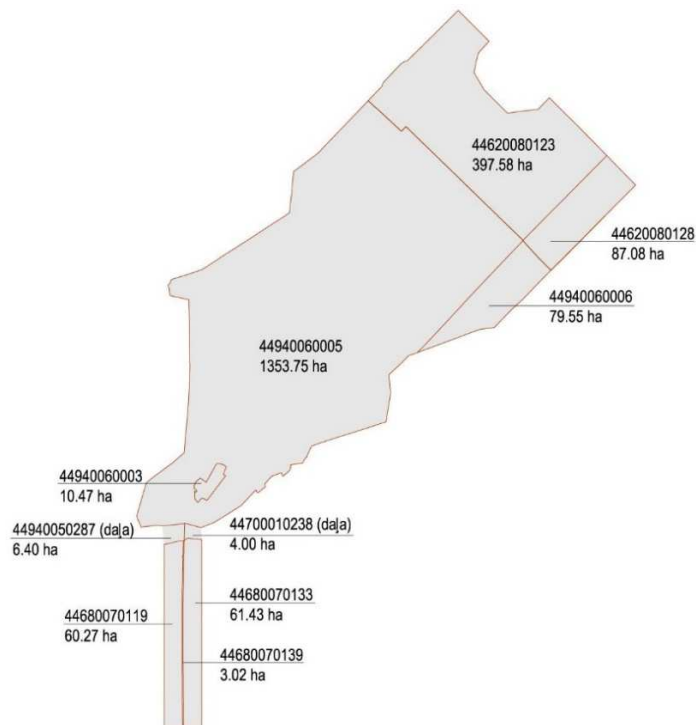 44620080123
397.58 ha
44620080128
87.08 ha
44940060006
79.55 ha
44940060005
1353.75 ha
44940060003
10.47 ha
44940050287 (daļa)
6.40 ha
44700010238 (daļa)
4.00 ha
44680070133
61.43 ha
44680070119
60.27 ha
44680070139
3.02 ha